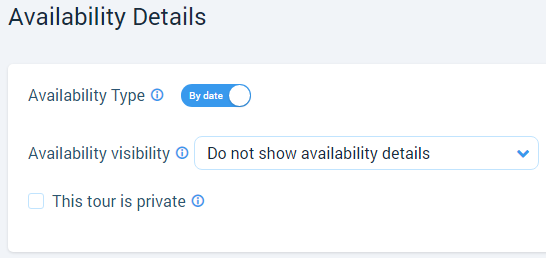 Availability Details
Availability Type
By date
Availability visibility
Do not show availability details
This tour is private